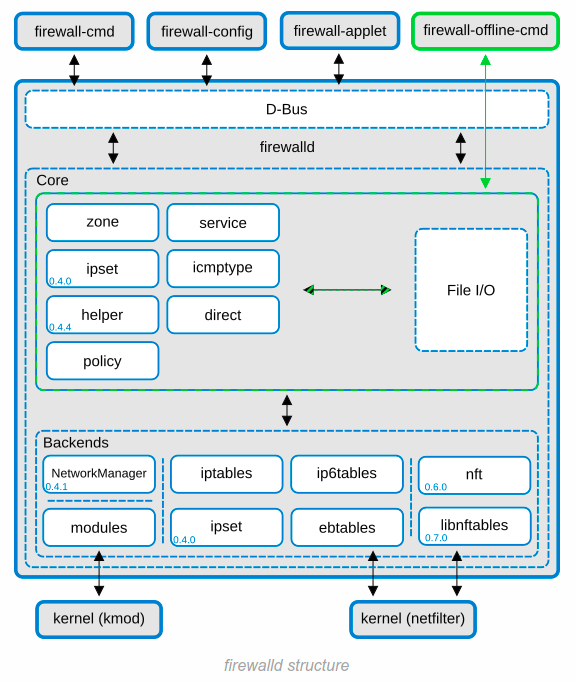 firewall-cmd
firewall-config
firewall-applet
firewall-offline-cmd
D-Bus
firewalld
Core
zone
service
ipset
0.4.0
icmptype
helper
0.4.4
direct
policy
File I/O
Backends
NetworkManager
0.4.1
iptables
ip6tables
nft
0.6.0
modules
ipset
0.4.0
ebtables
libnftables
0.7.0
kernel (kmod)
kernel (netfilter)
firewalld structure